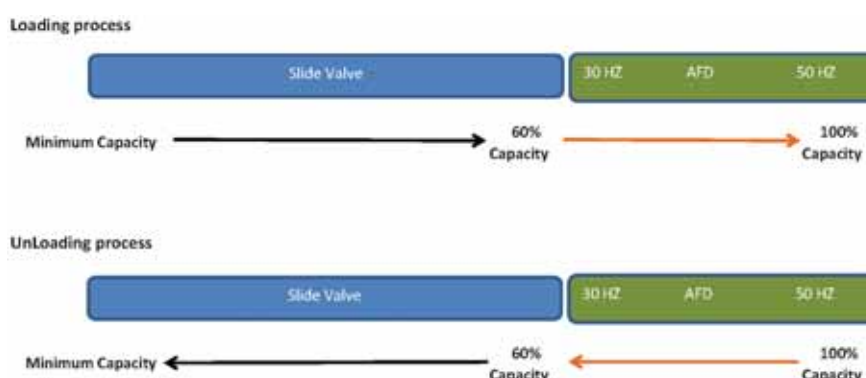 Loading process
Slide Valve 30 HZ AFD 50 HZ
Minimum Capacity 60% Capacity 100% Capacity
UnLoading process
Slide Valve 30 HZ AFD 50 HZ
Minimum Capacity 60% Capacity 100% Capacity